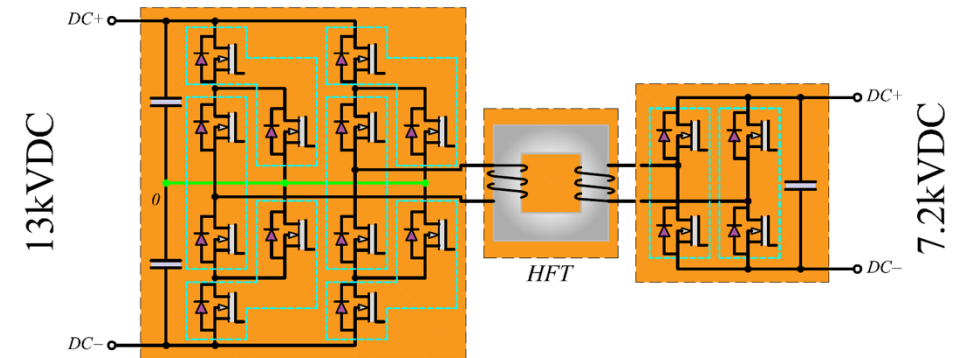 DC+
13kVDC
0
DC−
HFT
DC+
7.2kVDC
DC−